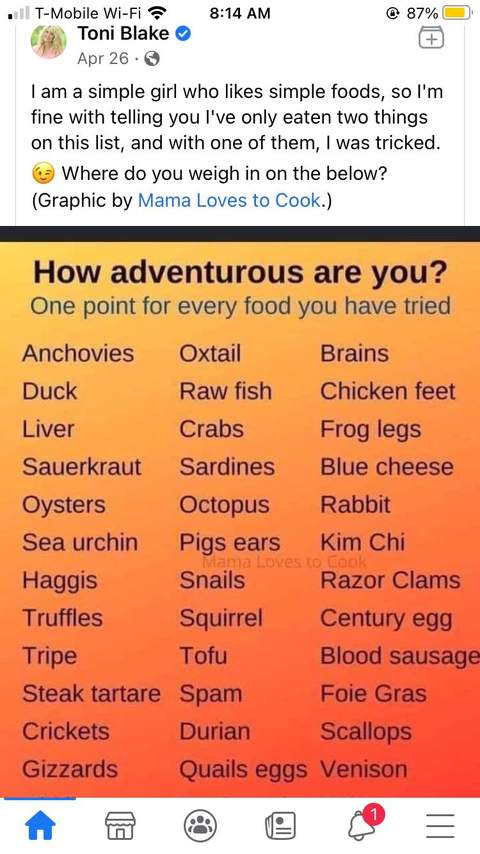 T-Mobile Wi-Fi 8:14 AM 87%
Toni Blake
Apr 26 ·
I am a simple girl who likes simple foods, so I'm
fine with telling you I've only eaten two things
on this list, and with one of them, I was tricked.
😉 Where do you weigh in on the below?
(Graphic by Mama Loves to Cook.)
How adventurous are you?
One point for every food you have tried
Anchovies Oxtail Brains
Duck Raw fish Chicken feet
Liver Crabs Frog legs
Sauerkraut Sardines Blue cheese
Oysters Octopus Rabbit
Sea urchin Pigs ears Kim Chi
Mama Loves to Cook
Haggis Snails Razor Clams
Truffles Squirrel Century egg
Tripe Tofu Blood sausage
Steak tartare Spam Foie Gras
Crickets Durian Scallops
Gizzards Quails eggs Venison
1